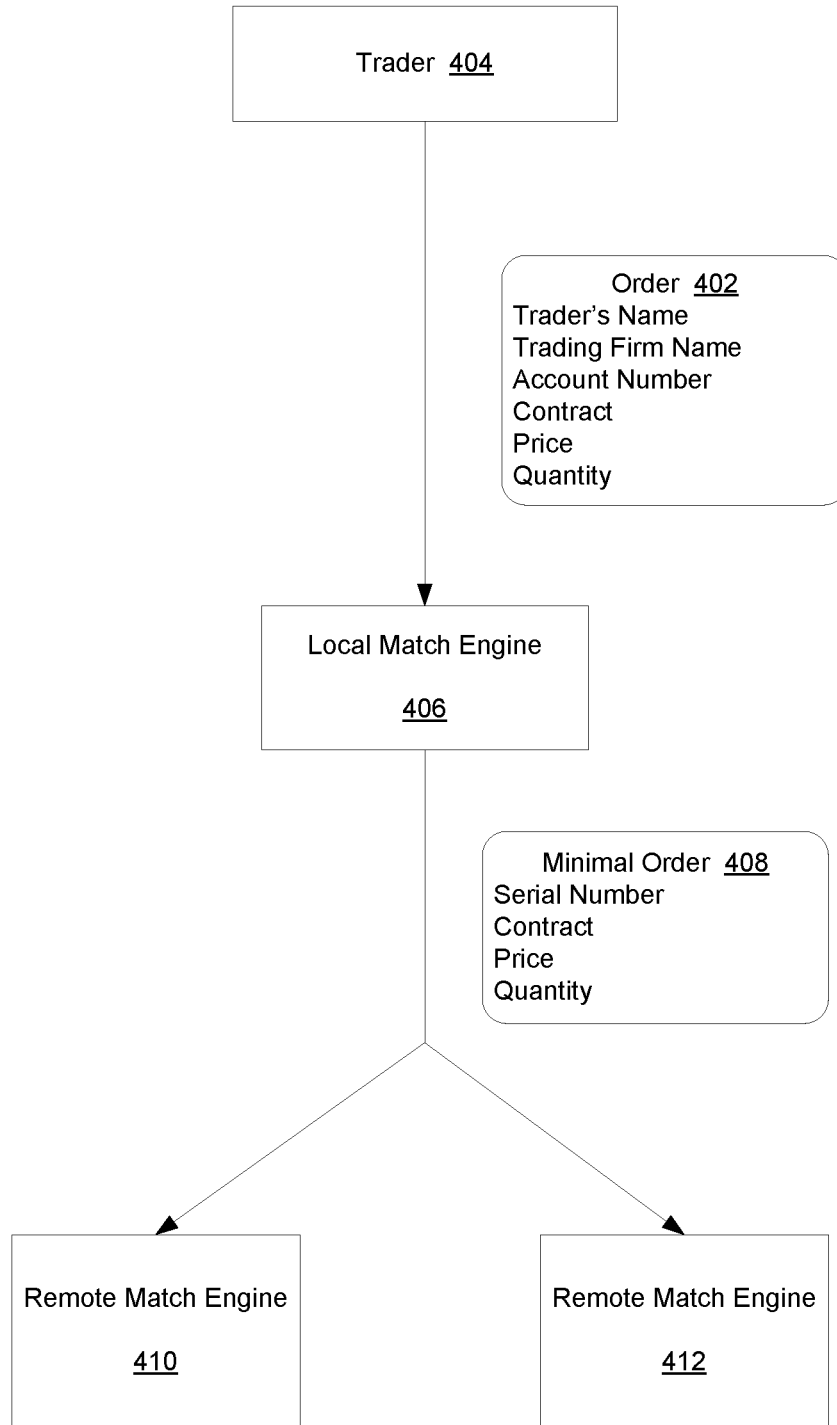 Trader 404
Order 402
Trader’s Name
Trading Firm Name
Account Number
Contract
Price
Quantity
Local Match Engine
406
Minimal Order 408
Serial Number
Contract
Price
Quantity
Remote Match Engine
410
Remote Match Engine
412